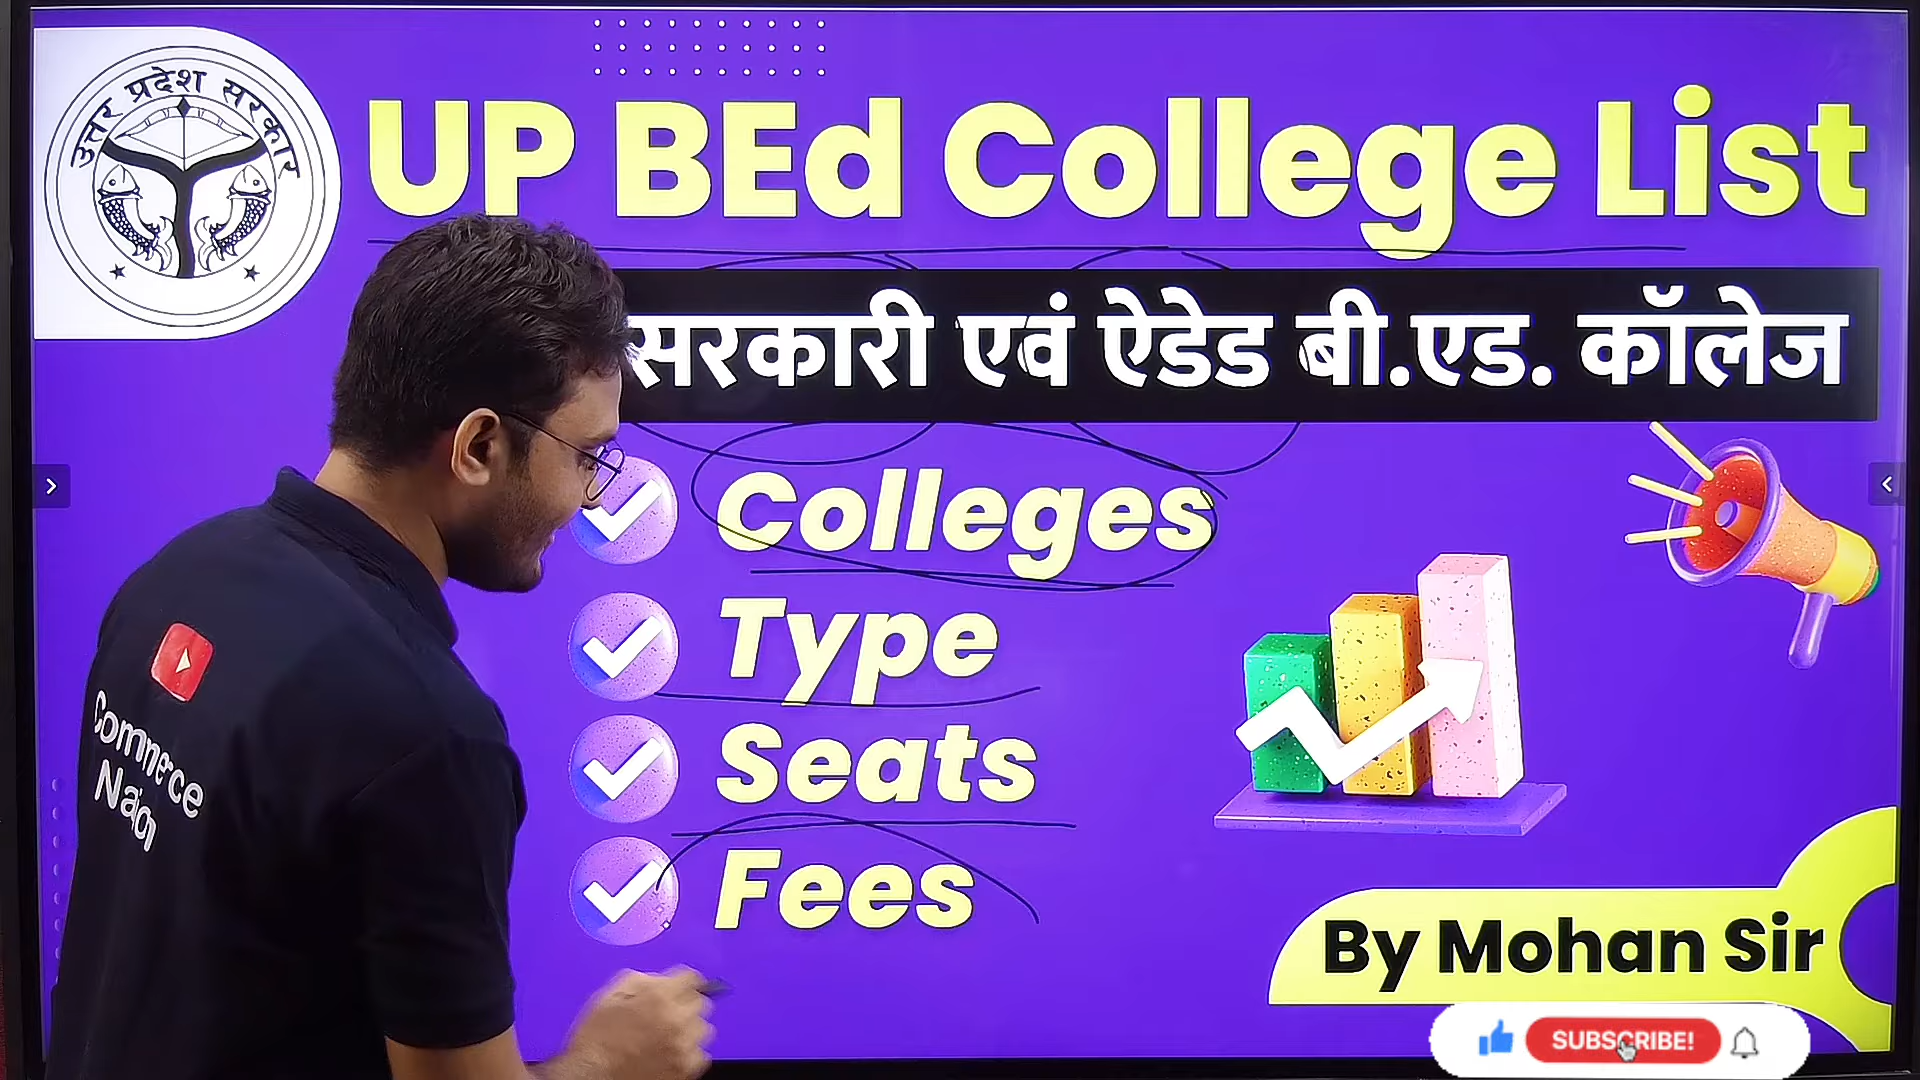 उत्तर प्रदेश सरकार
UP BEd College List
सरकारी एवं ऐडेड बी.एड. कॉलेज
Colleges
Type
Seats
Fees
Commerce
By Mohan Sir
SUBSCRIBE!